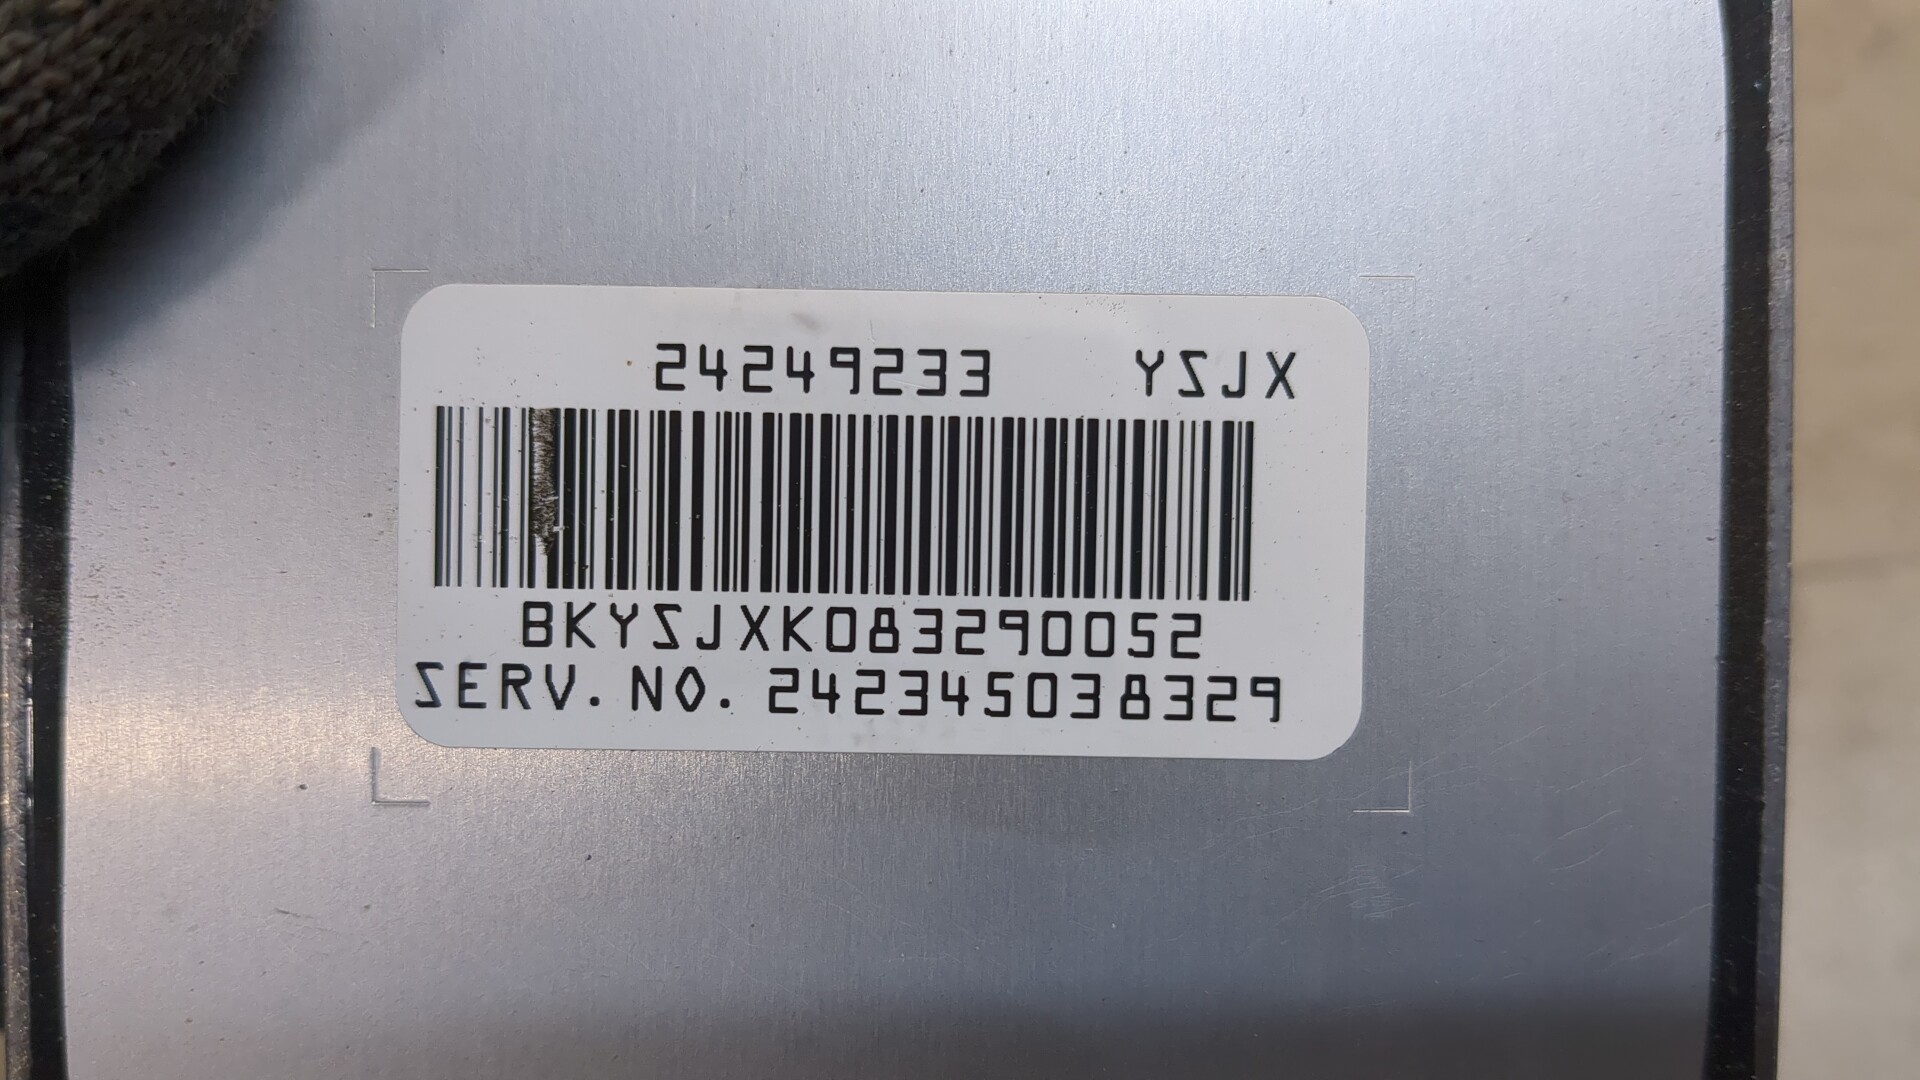 24249233 YSJX
BKYSJXK083290052
SERV. NO. 242345038329